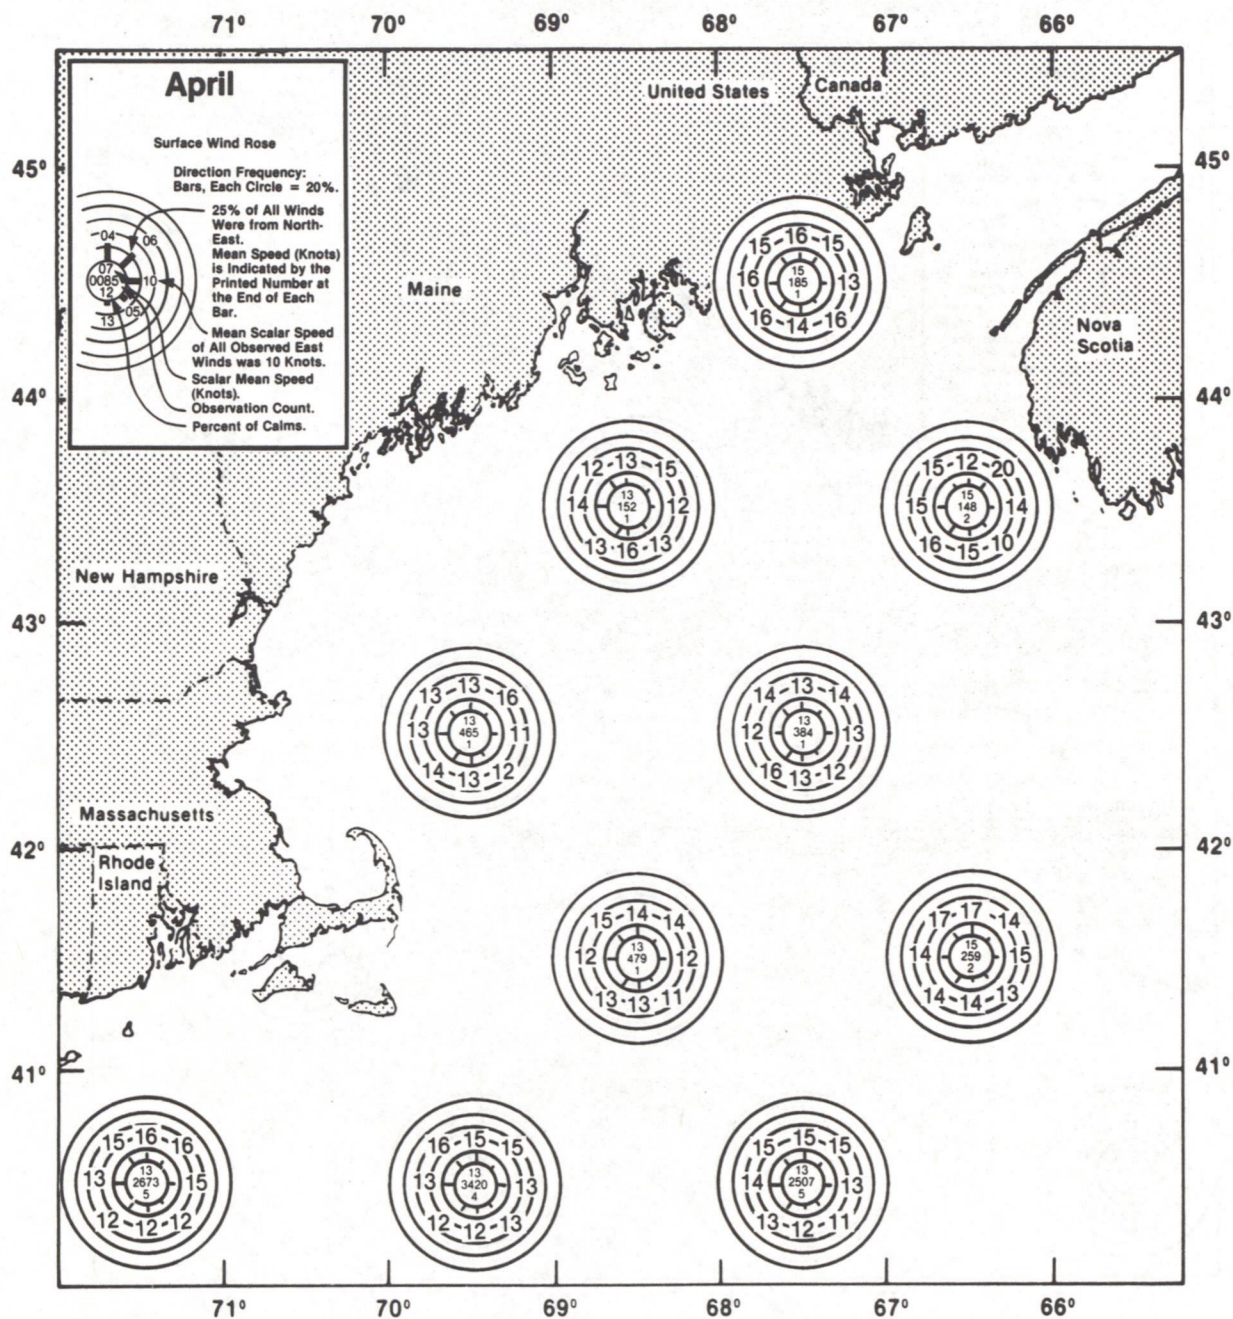 71° 70° 69° 68° 67° 66°
April
Surface Wind Rose
Direction Frequency:
Bars, Each Circle = 20%.
25% of All Winds
Were from North-
East.
Mean Speed (Knots)
is Indicated by the
Printed Number at
the End of Each
Bar.
Mean Scalar Speed
of All Observed East
Winds was 10 Knots.
Scalar Mean Speed
(Knots).
Observation Count.
Percent of Calms.
04
06
07
0085
10
12
05
13
United States
Canada
45°
45°
Maine
Nova
Scotia
15 16 15
16
15
185
1
13
16 14 16
44°
44°
12 13 15
14
13
152
1
12
13 16 13
15 12 20
15
15
148
2
14
16 15 10
New Hampshire
43°
43°
13 13 16
13
13
465
1
11
14 13 12
14 13 14
12
13
384
1
13
16 13 12
Massachusetts
42°
42°
Rhode
Island
15 14 14
12
13
479
1
12
13 13 11
17 17 14
14
15
259
2
15
14 14 13
41°
41°
15 16 16
13
13
2673
5
15
12 12 12
16 15 15
13
13
3420
4
13
12 12 13
15 15 15
14
13
2507
5
13
13 12 11
71° 70° 69° 68° 67° 66°